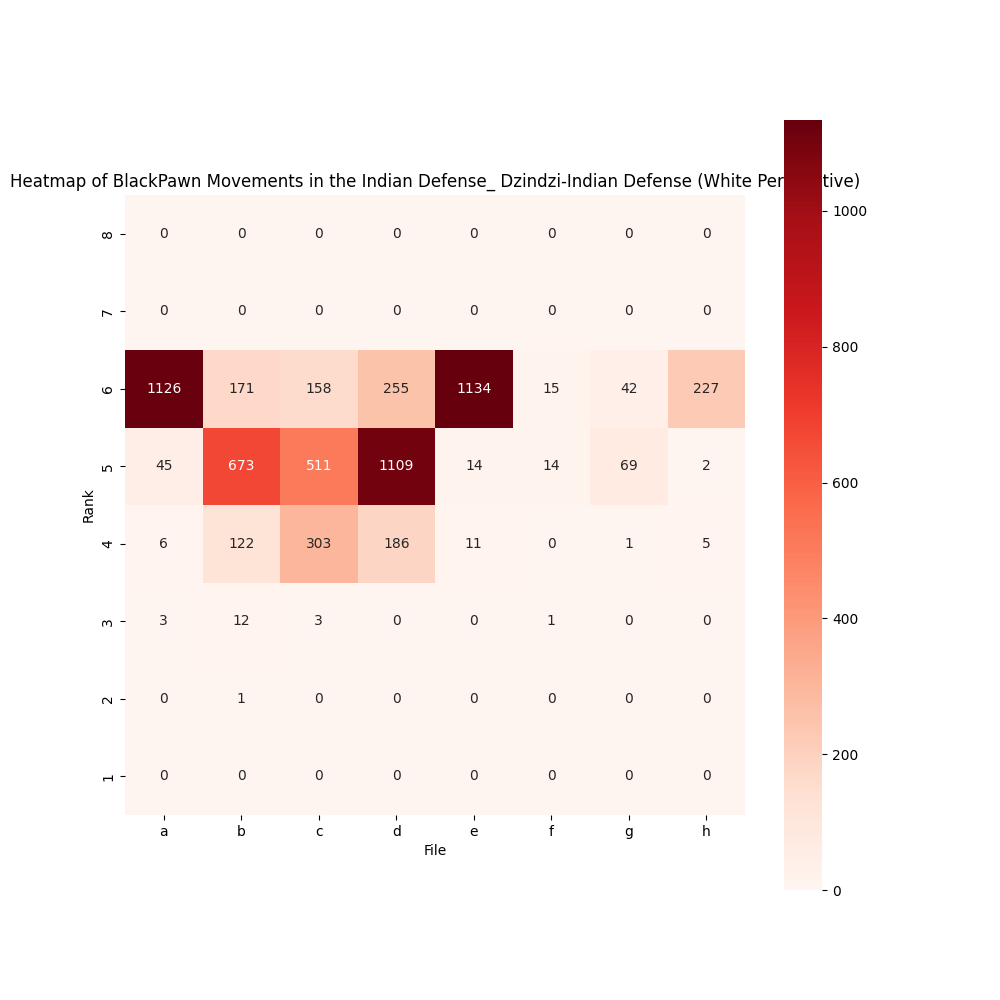 Heatmap of BlackPawn Movements in the Indian Defense_ Dzindzi-Indian Defense (White Per tive)
1000
800
600
400
200
0
Rank
8 0 0 0 0 0 0 0 0
7 0 0 0 0 0 0 0 0
6 1126 171 158 255 1134 15 42 227
5 45 673 511 1109 14 14 69 2
4 6 122 303 186 11 0 1 5
3 3 12 3 0 0 1 0 0
2 0 1 0 0 0 0 0 0
1 0 0 0 0 0 0 0 0
a b c d e f g h
File